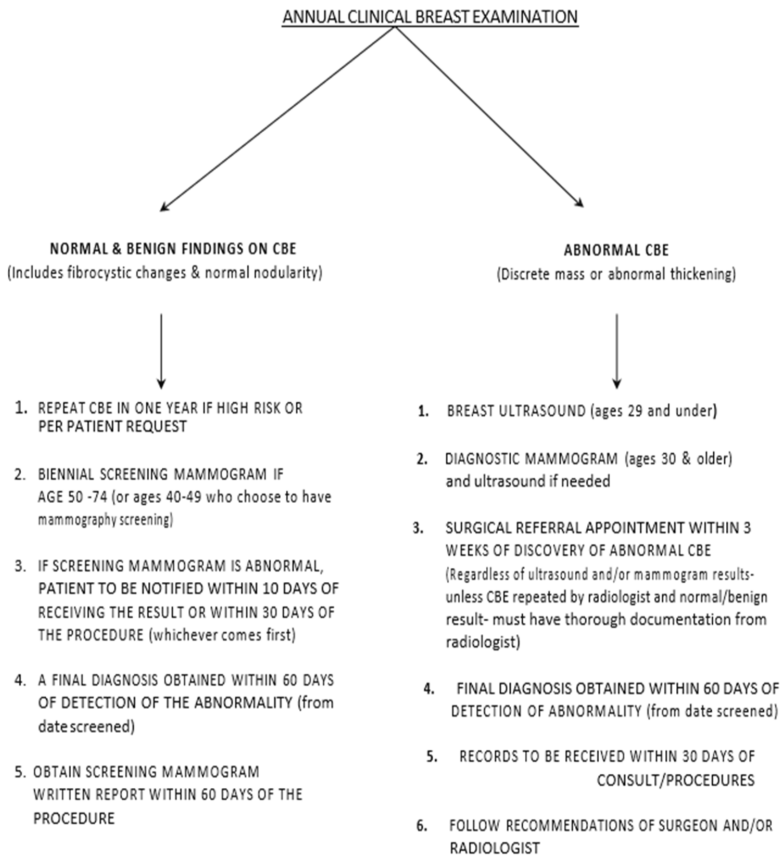 ANNUAL CLINICAL BREAST EXAMINATION
NORMAL & BENIGN FINDINGS ON CBE
(Includes fibrocystic changes & normal nodularity)
1. REPEAT CBE IN ONE YEAR IF HIGH RISK OR
PER PATIENT REQUEST
2. BIENNIAL SCREENING MAMMOGRAM IF
AGE 50 -74 (or ages 40-49 who choose to have
mammography screening)
3. IF SCREENING MAMMOGRAM IS ABNORMAL,
PATIENT TO BE NOTIFIED WITHIN 10 DAYS OF
RECEIVING THE RESULT OR WITHIN 30 DAYS OF
THE PROCEDURE (whichever comes first)
4. A FINAL DIAGNOSIS OBTAINED WITHIN 60 DAYS
OF DETECTION OF THE ABNORMALITY (from
date screened)
5. OBTAIN SCREENING MAMMOGRAM
WRITTEN REPORT WITHIN 60 DAYS OF THE
PROCEDURE
ABNORMAL CBE
(Discrete mass or abnormal thickening)
1. BREAST ULTRASOUND (ages 29 and under)
2. DIAGNOSTIC MAMMOGRAM (ages 30 & older)
and ultrasound if needed
3. SURGICAL REFERRAL APPOINTMENT WITHIN 3
WEEKS OF DISCOVERY OF ABNORMAL CBE
(Regardless of ultrasound and/or mammogram results-
unless CBE repeated by radiologist and normal/benign
result- must have thorough documentation from
radiologist)
4. FINAL DIAGNOSIS OBTAINED WITHIN 60 DAYS OF
DETECTION OF ABNORMALITY (from date screened)
5. RECORDS TO BE RECEIVED WITHIN 30 DAYS OF
CONSULT/PROCEDURES
6. FOLLOW RECOMMENDATIONS OF SURGEON AND/OR
RADIOLOGIST